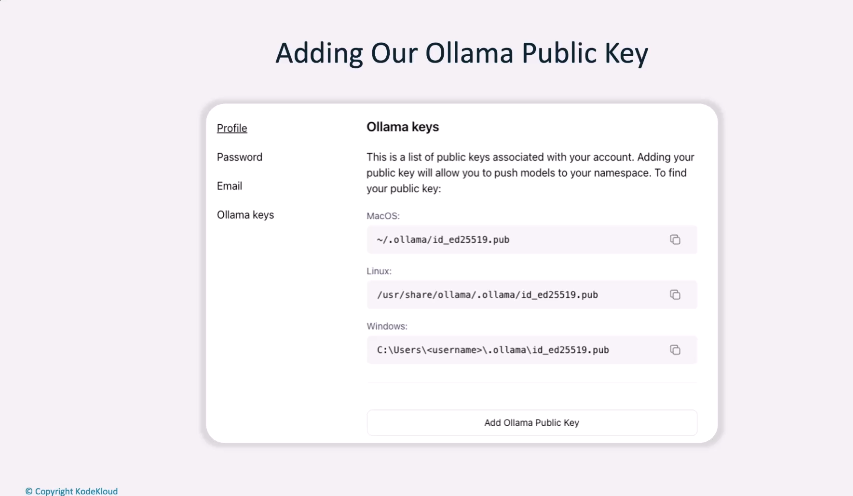 Adding Our Ollama Public Key
Profile
Password
Email
Ollama keys
Ollama keys
This is a list of public keys associated with your account. Adding your
public key will allow you to push models to your namespace. To find
your public key:
MacOS:
~/.ollama/id_ed25519.pub
Linux:
/usr/share/ollama/.ollama/id_ed25519.pub
Windows:
C:\Users\<username>\.ollama\id_ed25519.pub
Add Ollama Public Key
© Copyright KodeKloud